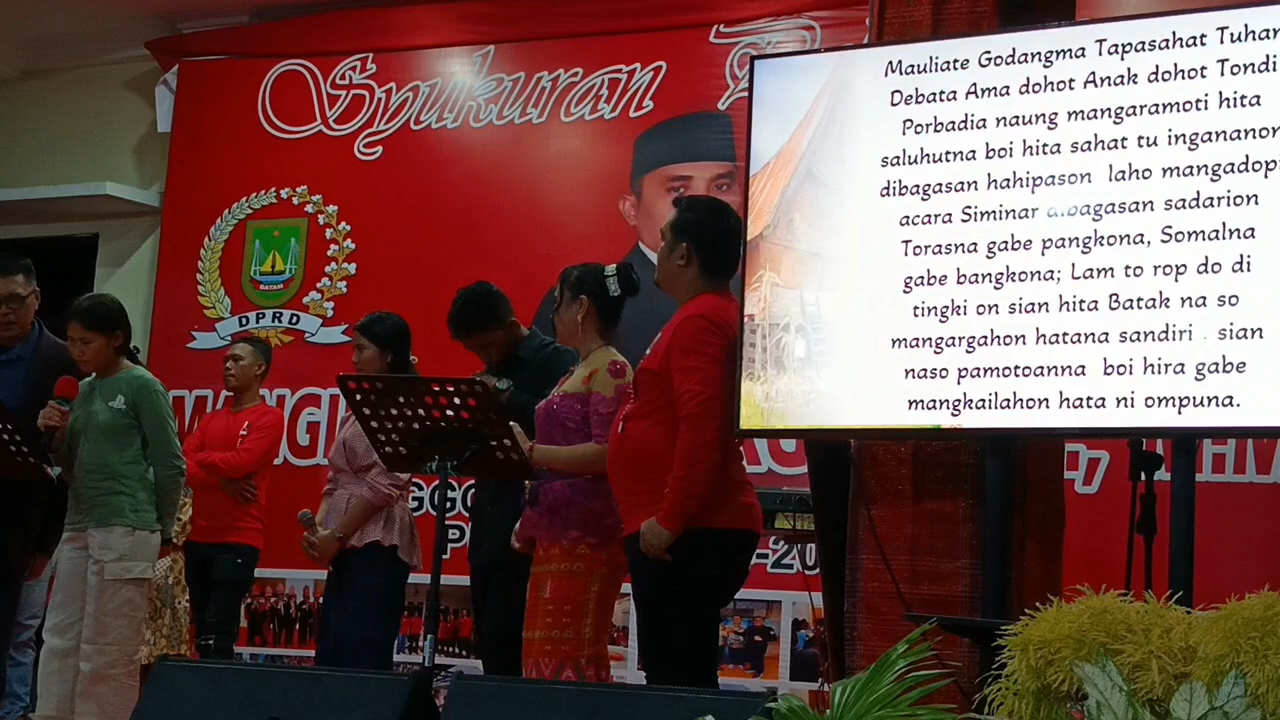 Syukuran
BATAM
DPRD
Mauliate Godangma Tapasahat Tuhan
Debata Ama dohot Anak dohot Tondi
Porbadia naung mangaramoti hita
saluhutna boi hita sahat tu ingananon
dibagasan hahipason laho mangadopi
acara Siminar dibagasan sadarion
Torasna gabe pangkona, Somalna
gabe bangkona; Lam to rop do di
tingki on sian hita Batak na so
mangargahon hatana sandiri . sian
naso pamotoanna boi hira gabe
mangkailahon hata ni ompuna.